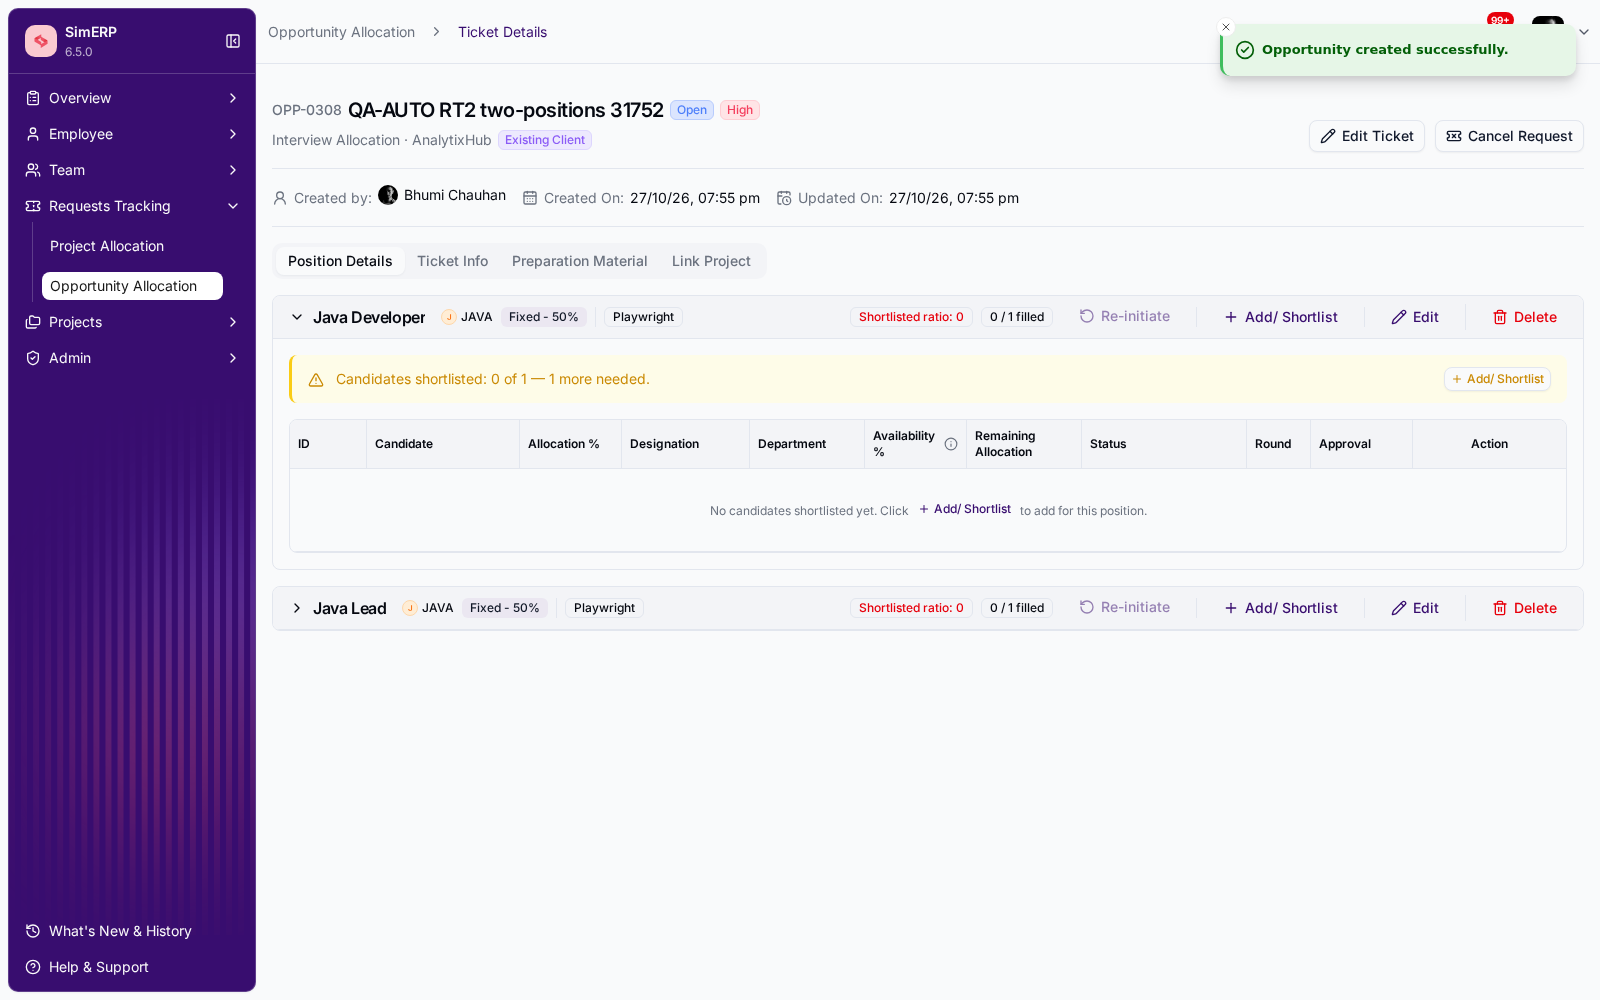 SimERP
6.5.0
Overview
Employee
Team
Requests Tracking
Project Allocation
Opportunity Allocation
Projects
Admin
What's New & History
Help & Support
Opportunity Allocation > Ticket Details
99+
Opportunity created successfully.
OPP-0308 QA-AUTO RT2 two-positions 31752 Open High
Interview Allocation · AnalytixHub Existing Client
Edit Ticket Cancel Request
Created by: Bhumi Chauhan Created On: 27/10/26, 07:55 pm Updated On: 27/10/26, 07:55 pm
Position Details Ticket Info Preparation Material Link Project
Java Developer J JAVA Fixed - 50% Playwright Shortlisted ratio: 0 0 / 1 filled Re-initiate + Add/ Shortlist Edit Delete
Candidates shortlisted: 0 of 1 — 1 more needed. + Add/ Shortlist
ID Candidate Allocation % Designation Department Availability % Remaining Allocation Status Round Approval Action
No candidates shortlisted yet. Click + Add/ Shortlist to add for this position.
Java Lead J JAVA Fixed - 50% Playwright Shortlisted ratio: 0 0 / 1 filled Re-initiate + Add/ Shortlist Edit Delete